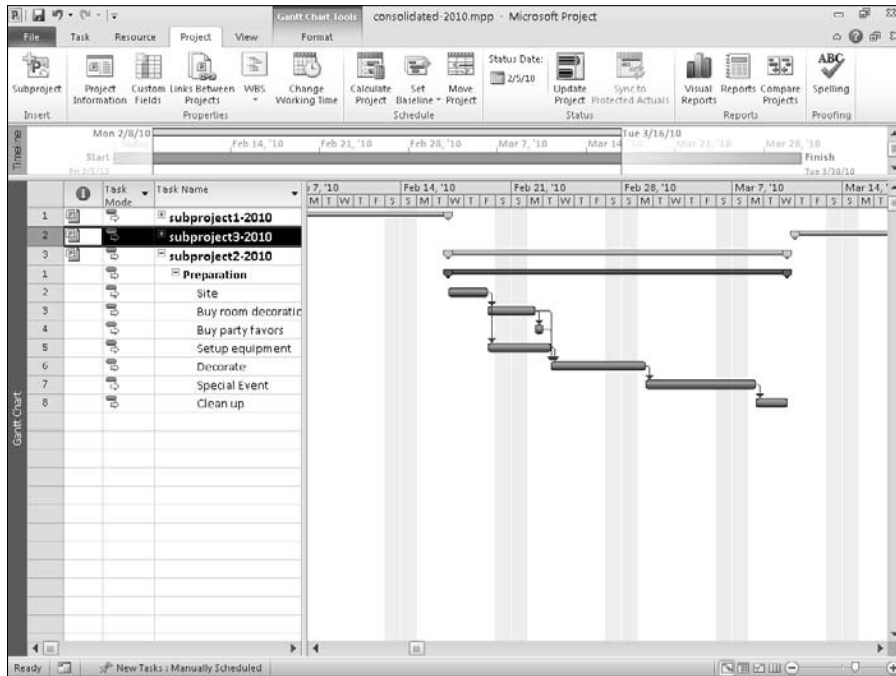 Gantt Chart Tools consolidated-2010.mpp - Microsoft Project
File Task Resource Project View Format
Subproject Project Information Custom Fields Links Between Projects WBS Change Working Time Calculate Project Set Baseline Move Project Status Date: 2/5/10 Update Project Sync to Protected Actuals Visual Reports Reports Compare Projects ABC Spelling
Insert Properties Schedule Status Reports Proofing
Timeline
Mon 2/8/10 Tue 3/16/10
Today Feb 14, '10 Feb 21, '10 Feb 28, '10 Mar 7, '10 Mar 14, '10 Mar 21, '10 Mar 28, '10
Start Finish
Fri 2/5/10 Tue 3/30/10
Task Mode Task Name 7, '10 Feb 14, '10 Feb 21, '10 Feb 28, '10 Mar 7, '10 Mar 14, '
M T W T F S S M T W T F S S M T W T F S S M T W T F S S M T W T F S S M T
1 subproject1-2010
2 subproject3-2010
3 subproject2-2010
1 Preparation
2 Site
3 Buy room decoratic
4 Buy party favors
5 Setup equipment
6 Decorate
7 Special Event
8 Clean up
Gantt Chart
Ready New Tasks : Manually Scheduled